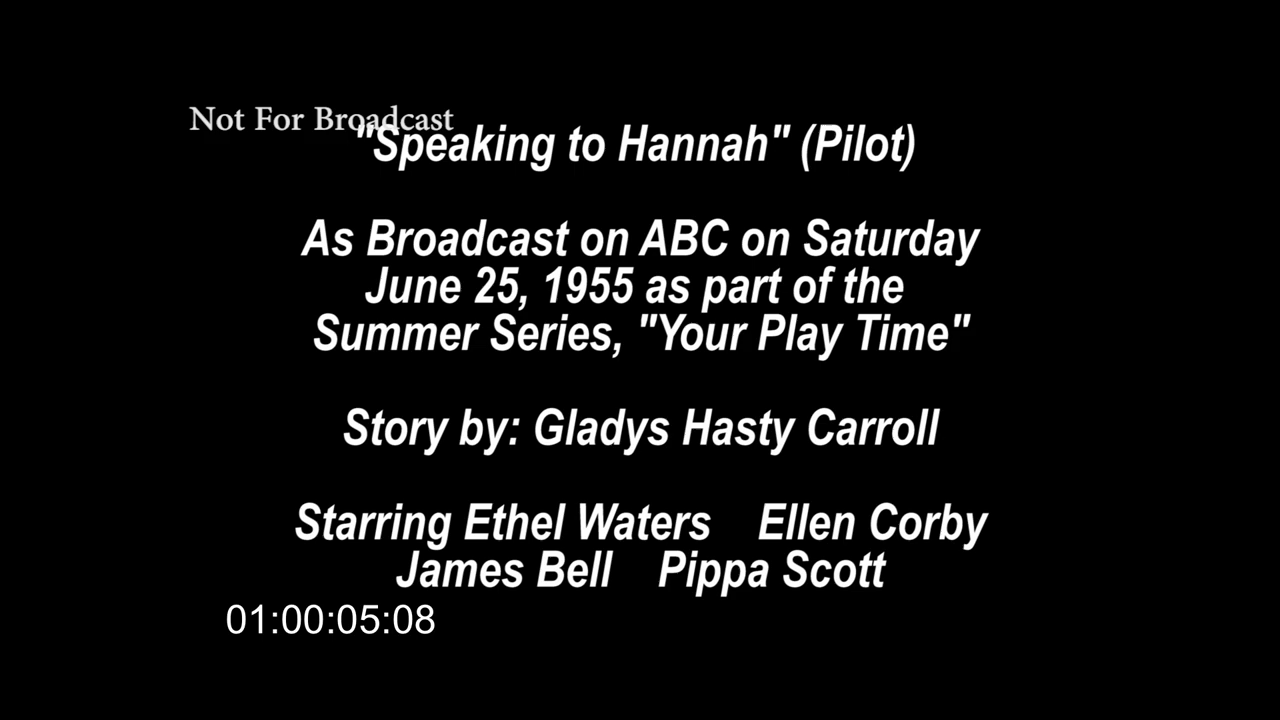 Not For Broadcast
"Speaking to Hannah" (Pilot)
As Broadcast on ABC on Saturday
June 25, 1955 as part of the
Summer Series, "Your Play Time"
Story by: Gladys Hasty Carroll
Starring Ethel Waters    Ellen Corby
James Bell    Pippa Scott
01:00:05:08